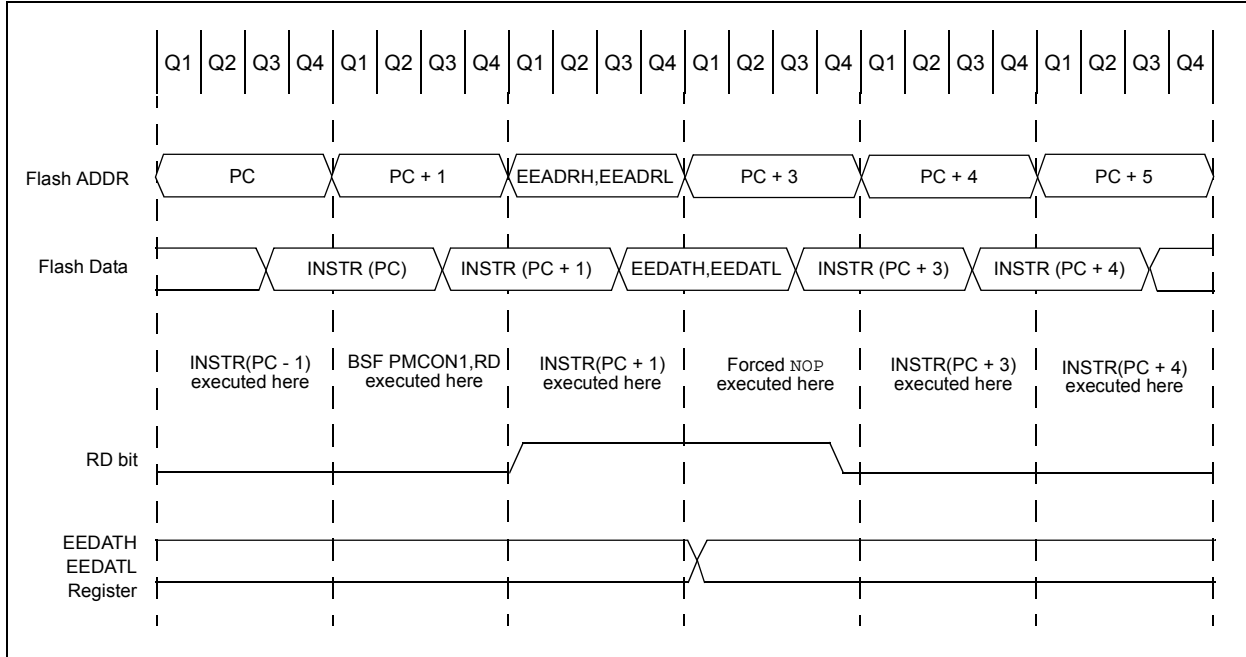 Q1 Q2 Q3 Q4 Q1 Q2 Q3 Q4 Q1 Q2 Q3 Q4 Q1 Q2 Q3 Q4 Q1 Q2 Q3 Q4 Q1 Q2 Q3 Q4
Flash ADDR PC PC + 1 EEADRH,EEADRL PC + 3 PC + 4 PC + 5
Flash Data INSTR (PC) INSTR (PC + 1) EEDATH,EEDATL INSTR (PC + 3) INSTR (PC + 4)
INSTR(PC - 1)
executed here
BSF PMCON1,RD
executed here
INSTR(PC + 1)
executed here
Forced NOP
executed here
INSTR(PC + 3)
executed here
INSTR(PC + 4)
executed here
RD bit
EEDATH
EEDATL
Register